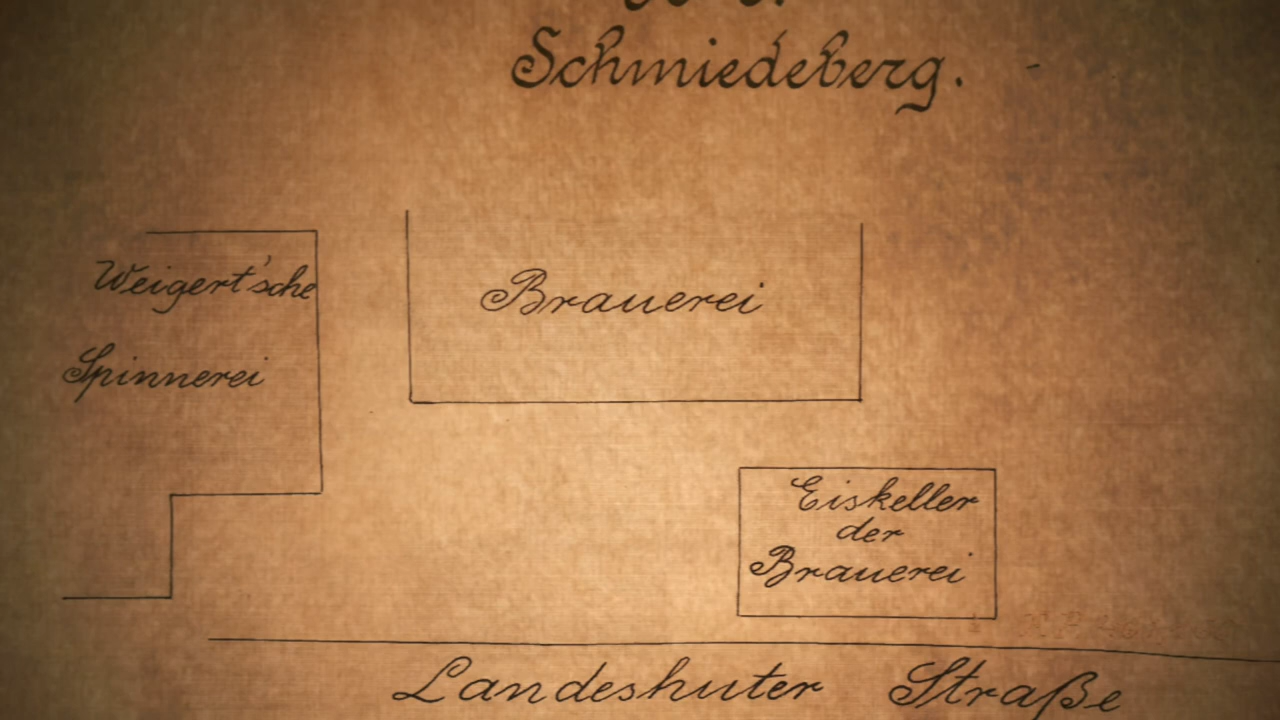 Schmiedeberg.
Weigert'sche
Spinnerei
Brauerei
Eiskeller
der
Brauerei
Landeshuter Straße